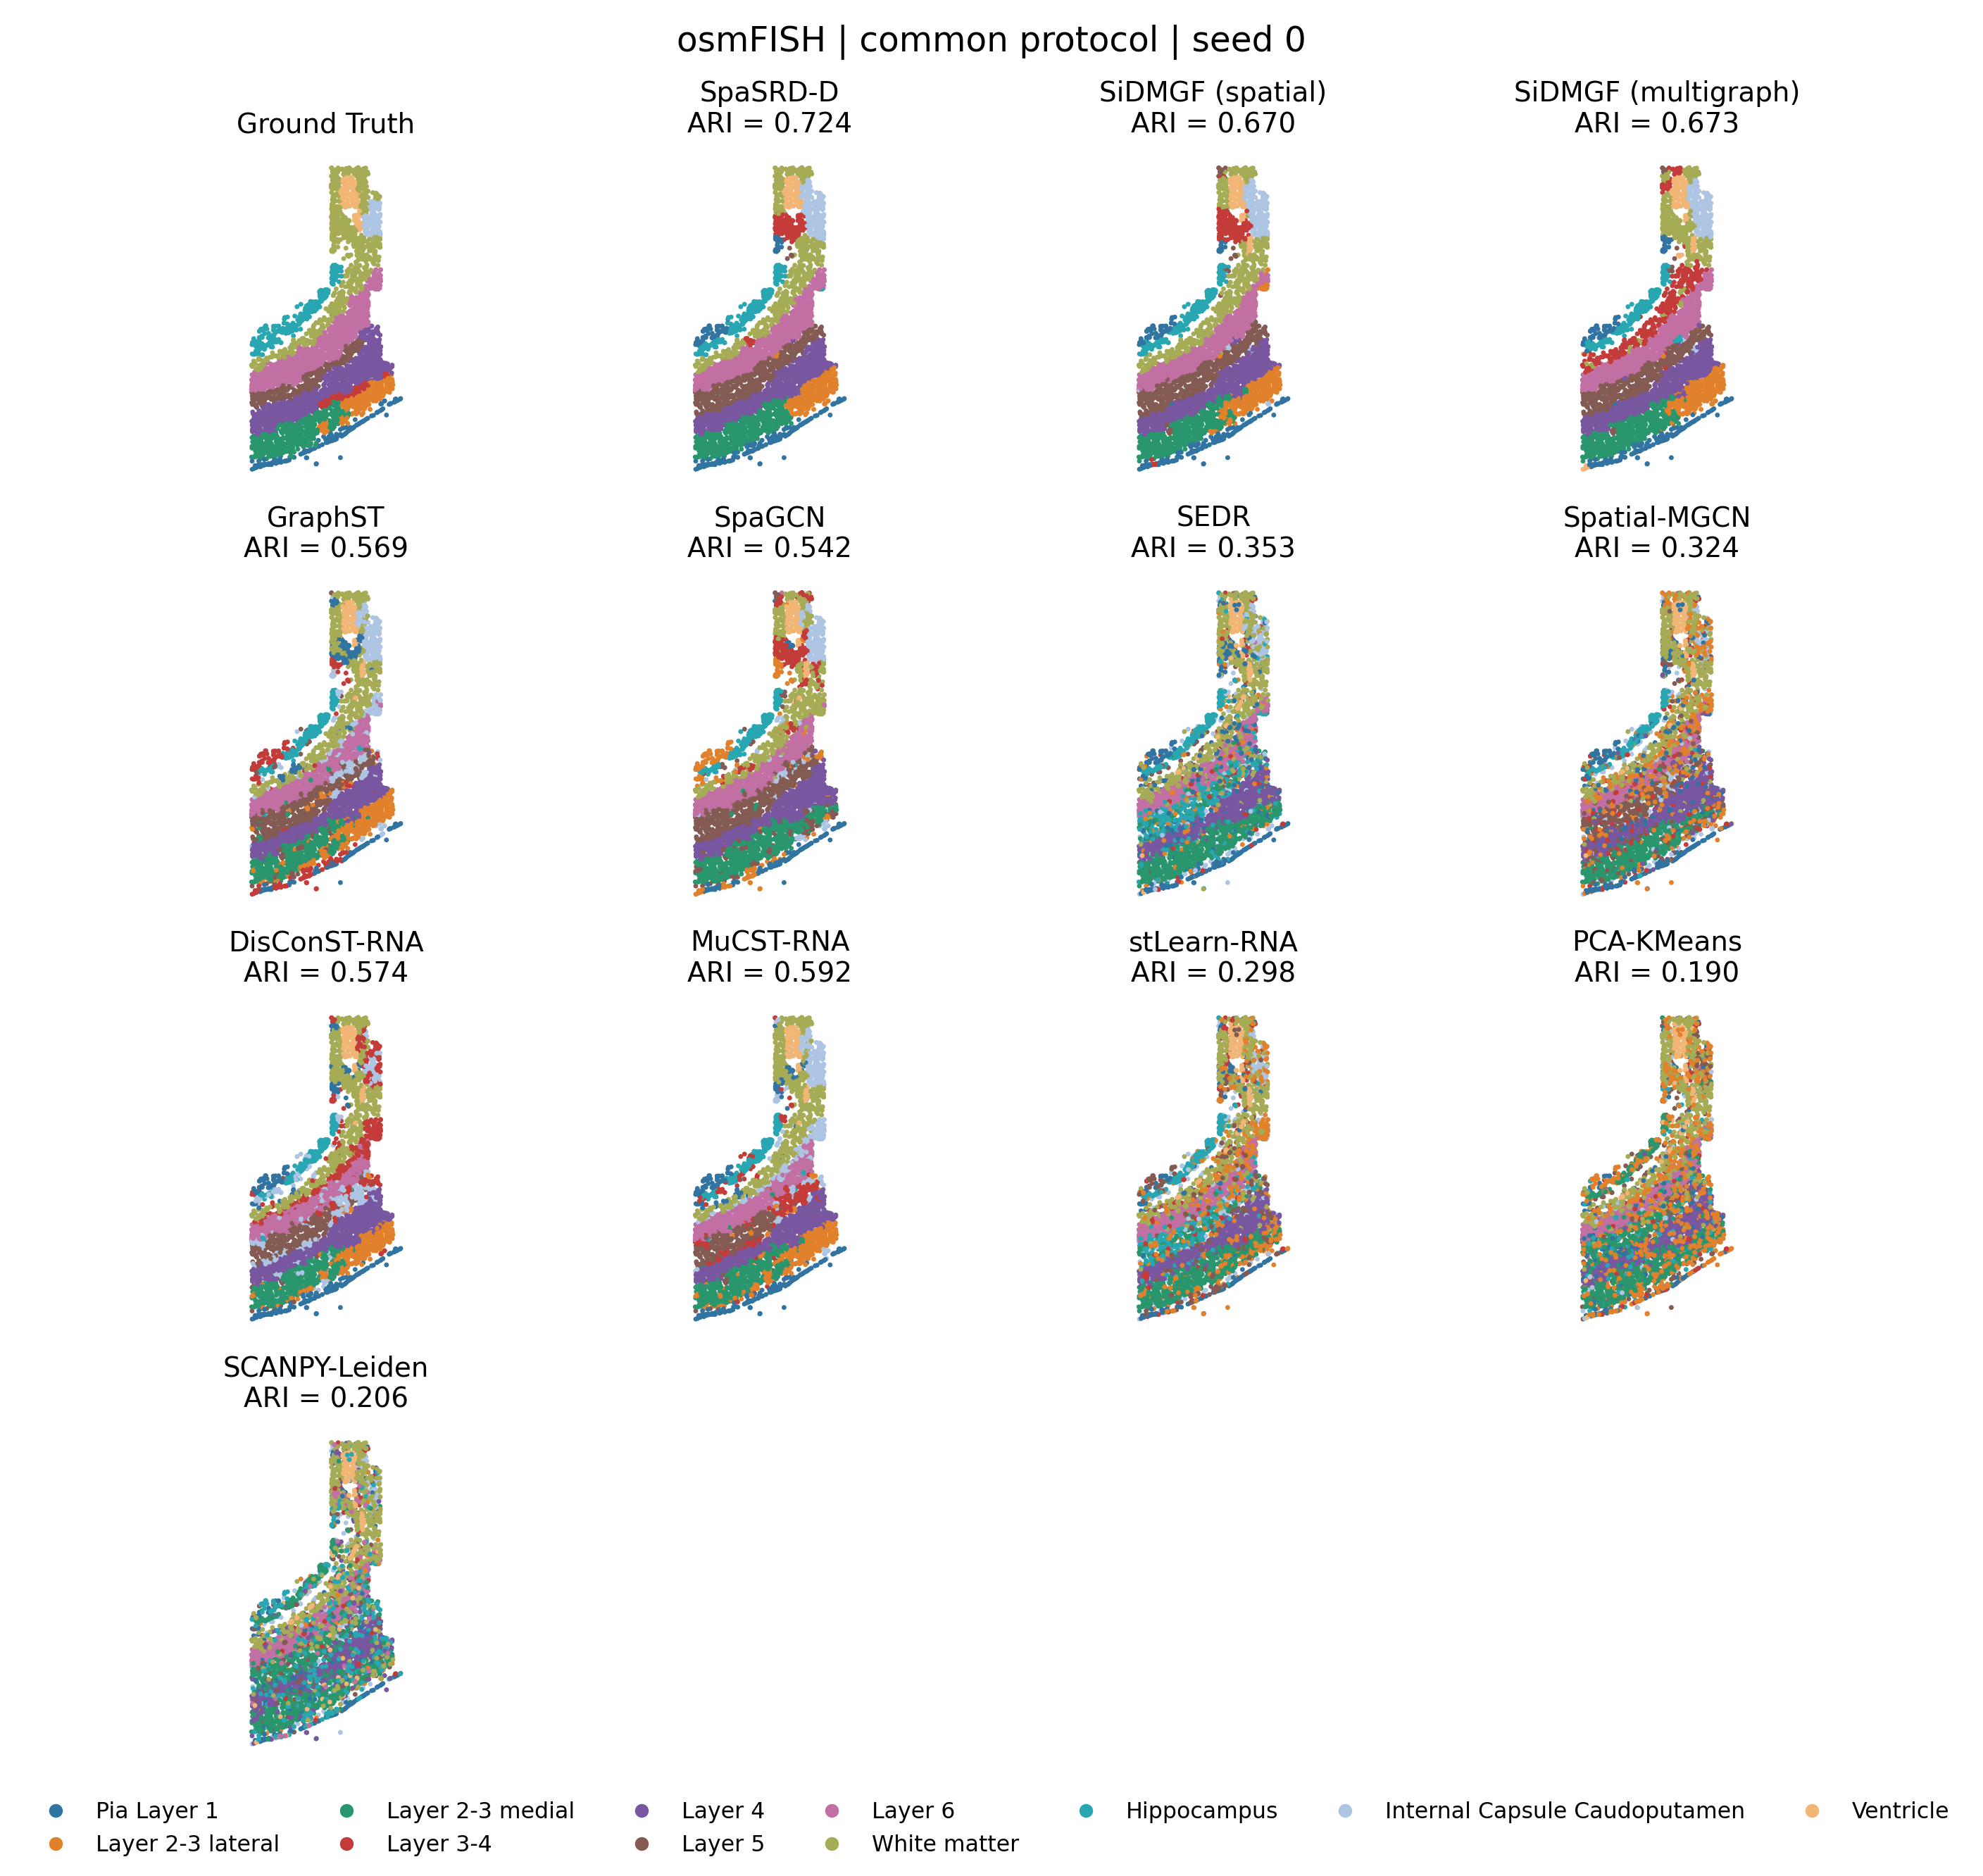 osmFISH | common protocol | seed 0
Ground Truth
SpaSRD-D
ARI = 0.724
SiDMGF (spatial)
ARI = 0.670
SiDMGF (multigraph)
ARI = 0.673
GraphST
ARI = 0.569
SpaGCN
ARI = 0.542
SEDR
ARI = 0.353
Spatial-MGCN
ARI = 0.324
DisConST-RNA
ARI = 0.574
MuCST-RNA
ARI = 0.592
stLearn-RNA
ARI = 0.298
PCA-KMeans
ARI = 0.190
SCANPY-Leiden
ARI = 0.206
Pia Layer 1
Layer 2-3 lateral
Layer 2-3 medial
Layer 3-4
Layer 4
Layer 5
Layer 6
White matter
Hippocampus
Internal Capsule Caudoputamen
Ventricle